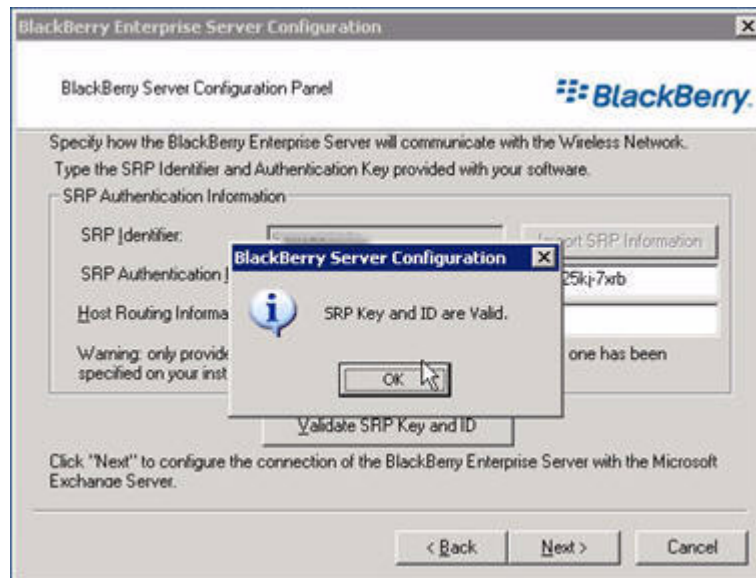 BlackBerry Enterprise Server Configuration
BlackBerry Server Configuration Panel
BlackBerry.
Specify how the BlackBerry Enterprise Server will communicate with the Wireless Network.
Type the SRP Identifier and Authentication Key provided with your software.
SRP Authentication Information
SRP Identifier:
SRP Information
BlackBerry Server Configuration
SRP Authentication
25kj-7xrb
SRP Key and ID are Valid.
Host Routing
Warning: only
one has been
specified on your
OK
Validate SRP Key and ID
Click "Next" to configure the connection of the BlackBerry Enterprise Server with the Microsoft
Exchange Server.
< Back
Next >
Cancel